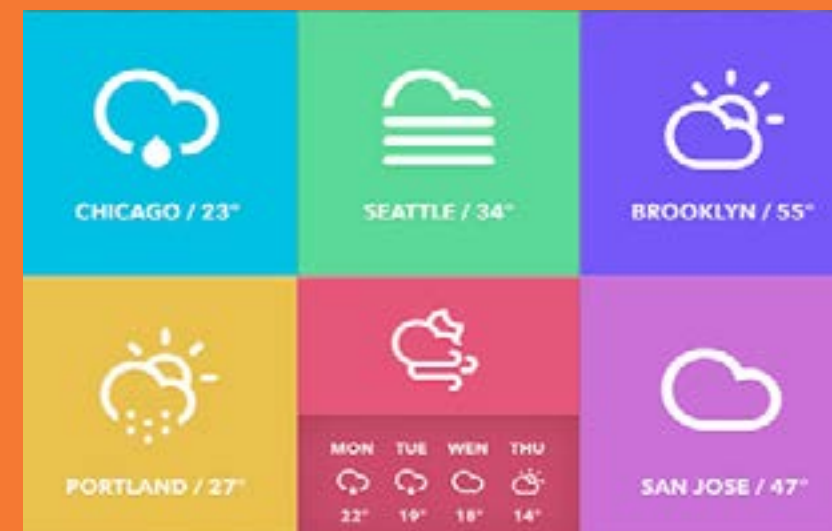 CHICAGO / 23°
SEATTLE / 34°
BROOKLYN / 55°
PORTLAND / 27°
MON TUE WEN THU
22° 19° 18° 14°
SAN JOSE / 47°